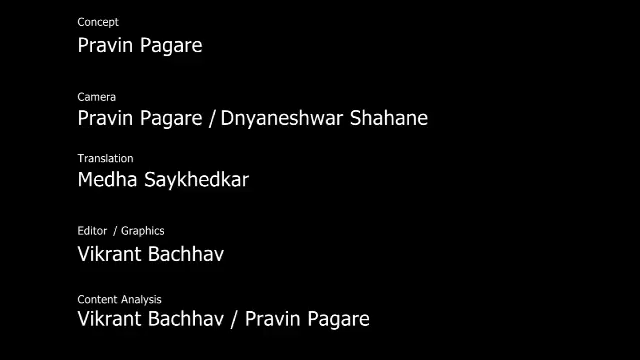 Concept
Pravin Pagare
Camera
Pravin Pagare / Dnyaneshwar Shahane
Translation
Medha Saykhedkar
Editor / Graphics
Vikrant Bachhav
Content Analysis
Vikrant Bachhav / Pravin Pagare